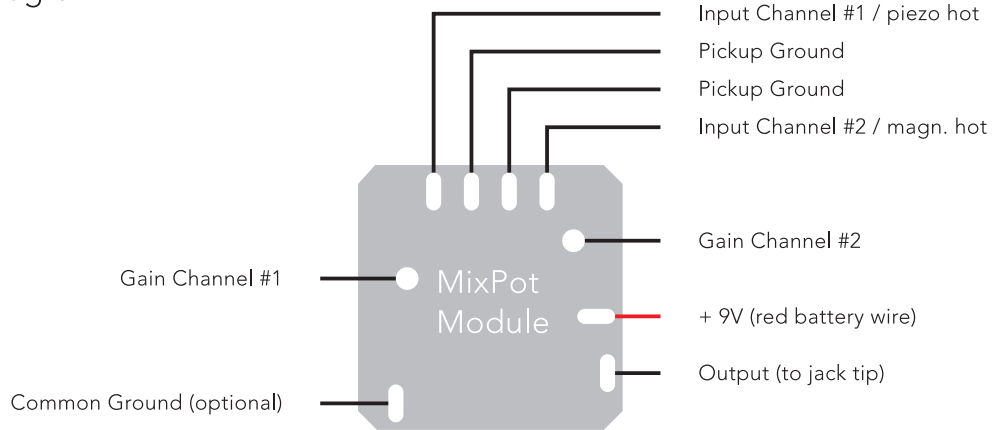 Input Channel #1 / piezo hot
Pickup Ground
Pickup Ground
Input Channel #2 / magn. hot
Gain Channel #2
Gain Channel #1
MixPot
Module
+ 9V (red battery wire)
Output (to jack tip)
Common Ground (optional)